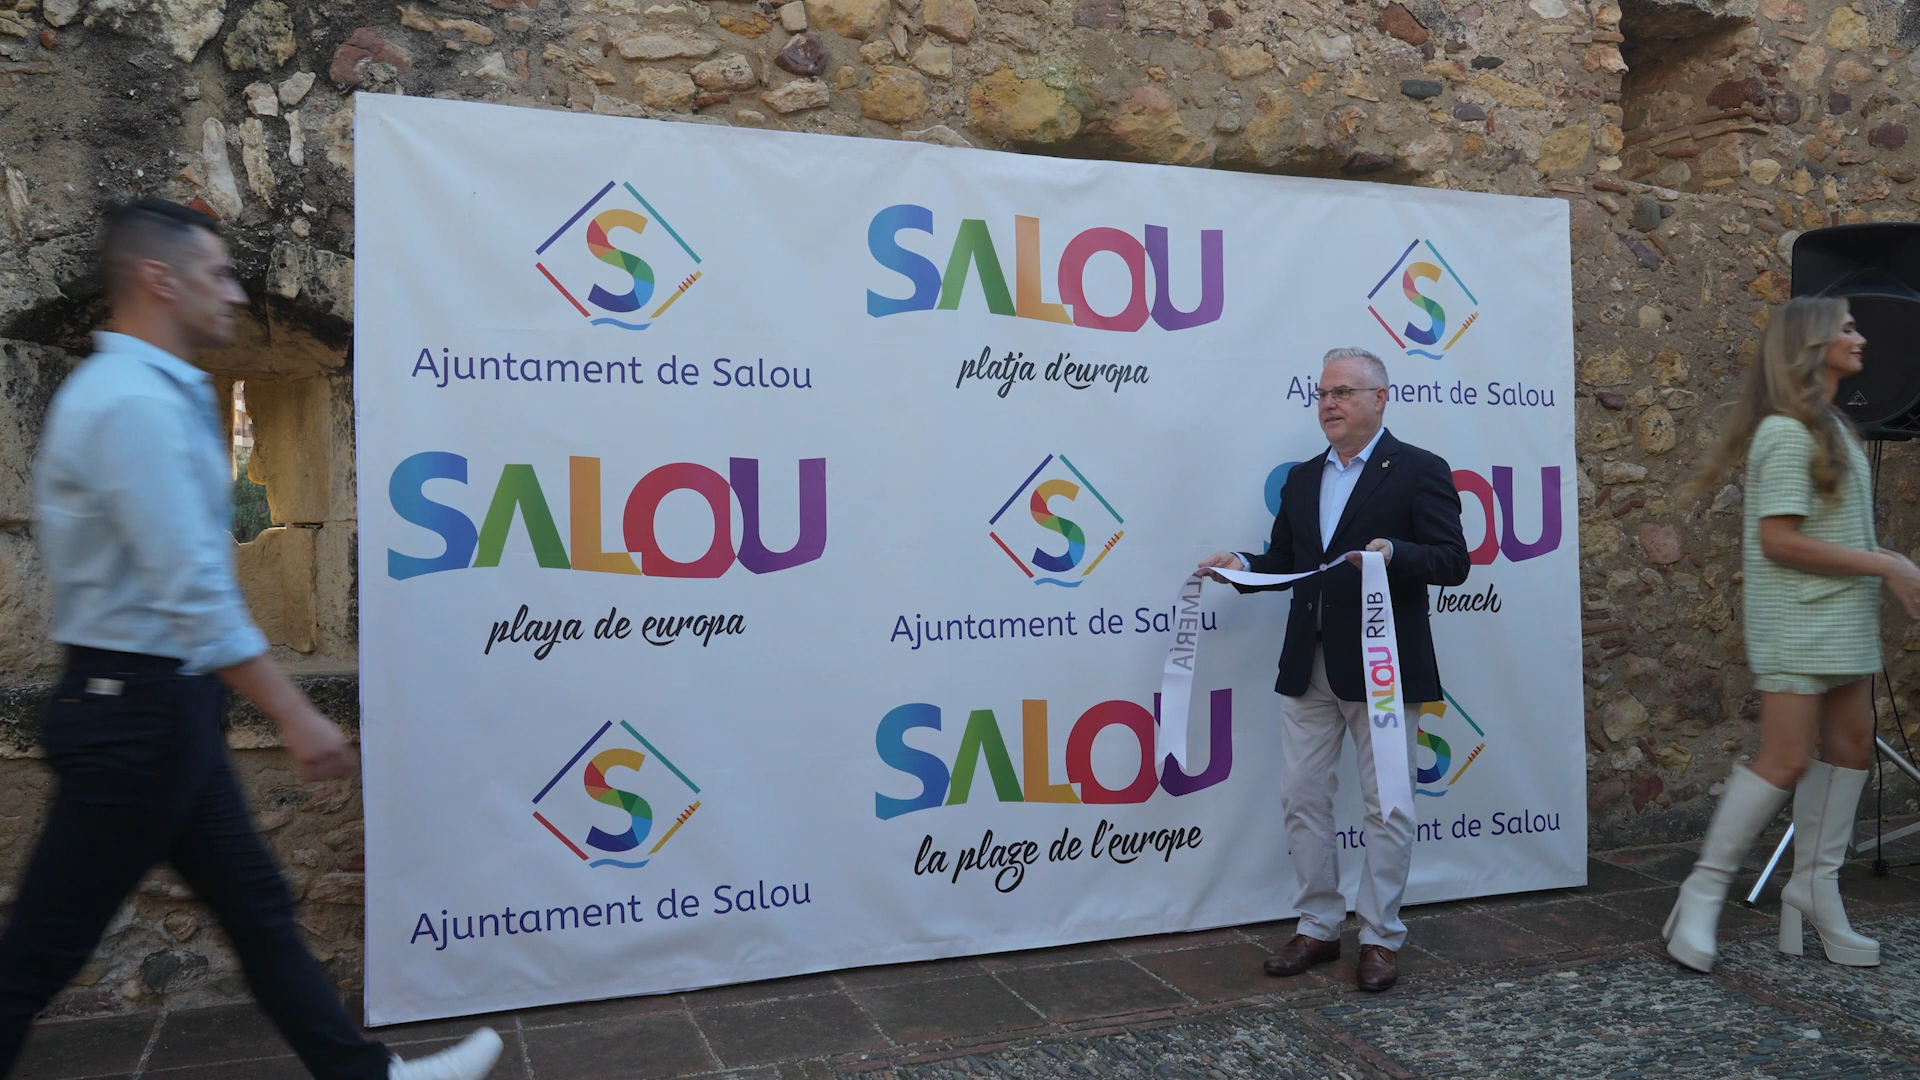 Ajuntament de Salou
SALOU
platja d'europa
Ajuntament de Salou
SALOU
playa de europa
Ajuntament de Salou
beach
Ajuntament de Salou
SALOU
la plage de l'europe
de Salou
LMERÍA
SALOU RNB